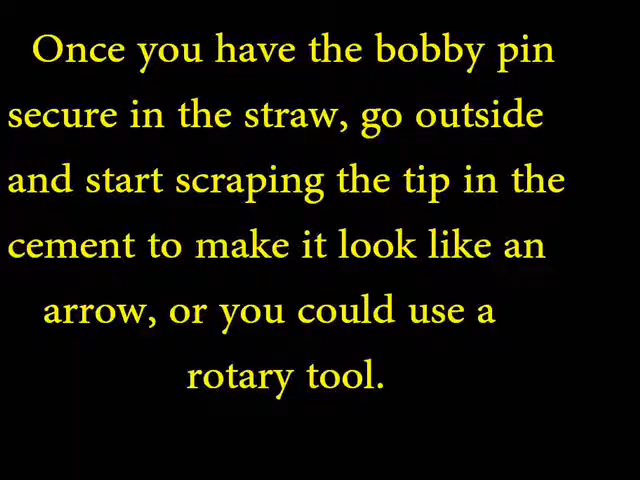 Once you have the bobby pin
secure in the straw, go outside
and start scraping the tip in the
cement to make it look like an
arrow, or you could use a
rotary tool.